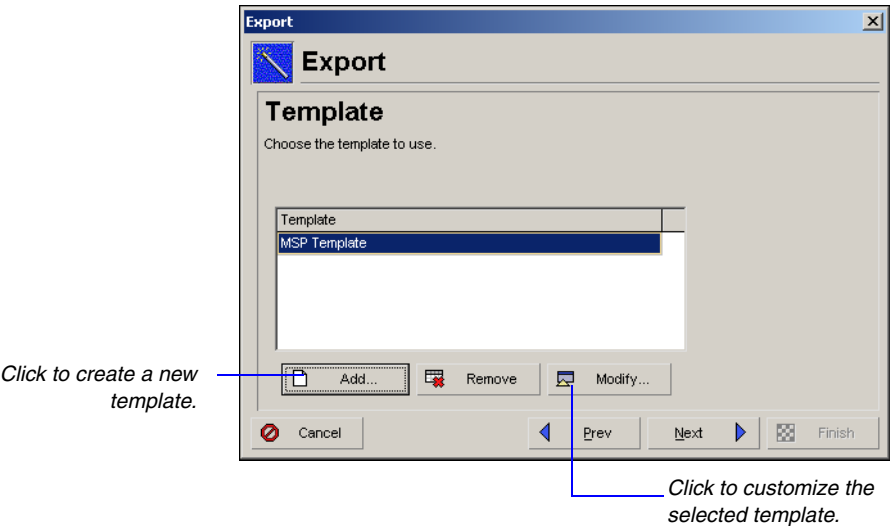 Export
Export
Template
Choose the template to use.
Template
MSP Template
Click to create a new
template.
Add...
Remove
Modify...
Cancel
Prev
Next
Finish
Click to customize the
selected template.